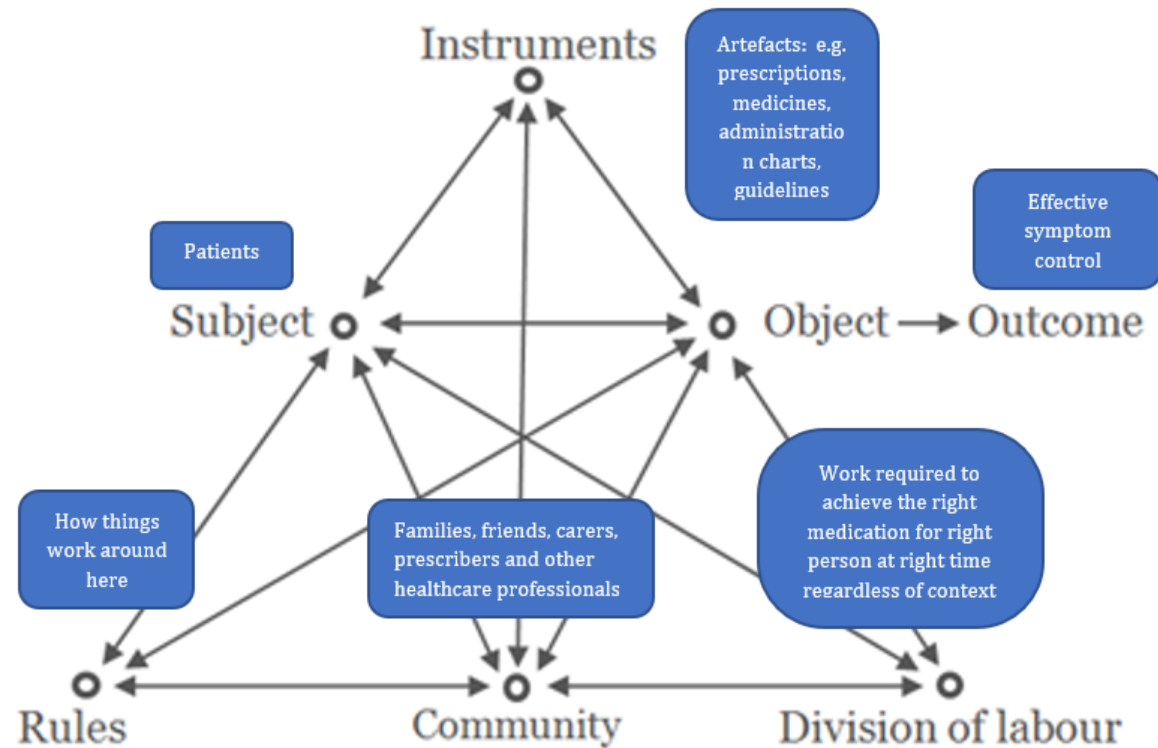 Instruments
Artefacts: e.g.
prescriptions,
medicines,
administratio
n charts,
guidelines
Effective
symptom
control
Patients
Subject
Object
Outcome
How things
work around
here
Families, friends, carers,
prescribers and other
healthcare professionals
Work required to
achieve the right
medication for right
person at right time
regardless of context
Rules
Community
Division of labour